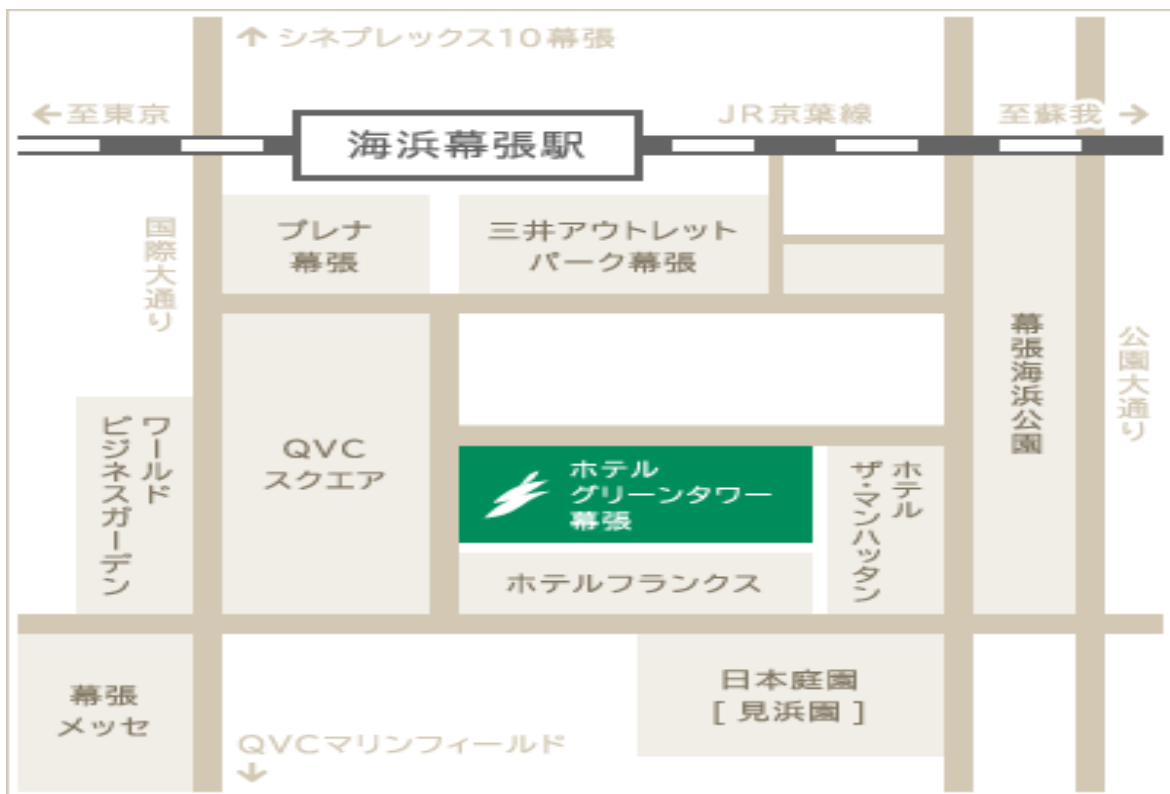 ↑ シネプレックス10幕張
←至東京
JR京葉線
至蘇我→
海浜幕張駅
プレナ
幕張
三井アウトレット
パーク幕張
国際大通り
幕張海浜公園
公園大通り
ワールド
ビジネスガーデン
QVC
スクエア
ホテル
グリーンタワー
幕張
ホテル
ザ・マンハッタン
ホテルフランクス
幕張
メッセ
日本庭園
[ 見浜園 ]
QVCマリンフィールド
↓